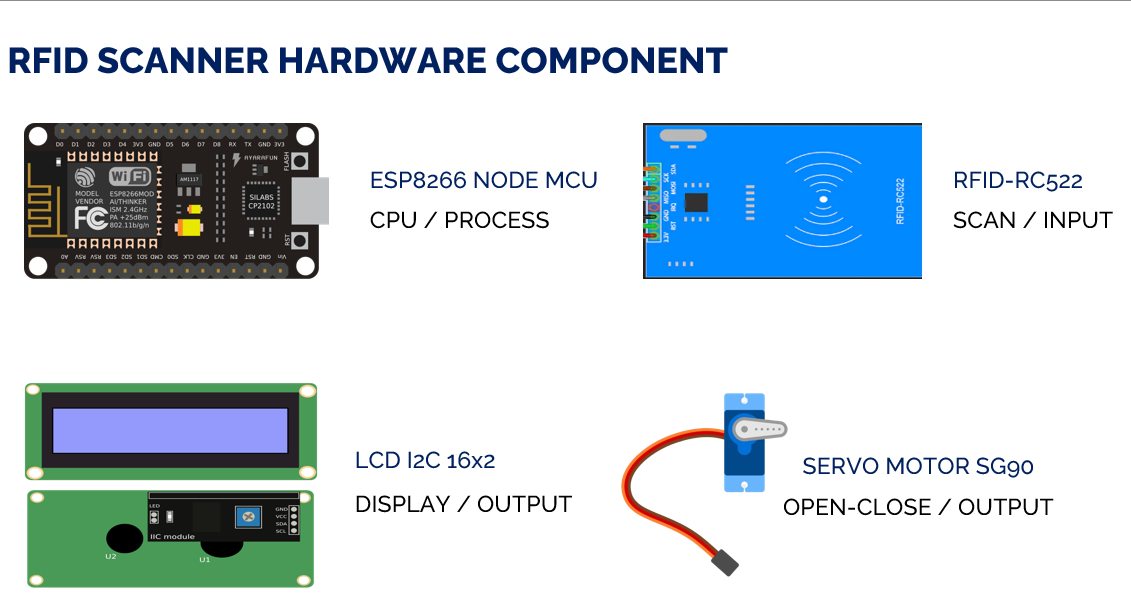 RFID SCANNER HARDWARE COMPONENT
D0 D1 D2 D3 D4 3V3 GND D5 D6 D7 D8 RX TX GND 3V3
AYARAFUN
FLASH
WiFi
MODEL
VENDOR
ESP8266MOD
AI/THINKER
ISM 2.4GHz
PA +25dBm
802.11b/g/n
FC
AM1117
SILABS
CP2102
RST
A0 RSV RSV SD3 SD2 SD1 CMD SD0 CLK GND 3V3 EN RST GND Vin
ESP8266 NODE MCU
CPU / PROCESS
SDA
SCK
MOSI
MISO
IRQ
GND
RST
3.3V
RFID-RC522
RFID-RC522
SCAN / INPUT
LCD I2C 16x2
DISPLAY / OUTPUT
LED
GND
VCC
SDA
SCL
IIC module
U2
U1
SERVO MOTOR SG90
OPEN-CLOSE / OUTPUT